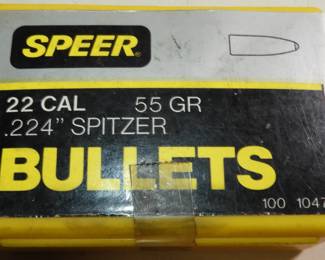 SPEER
22 CAL 55 GR
.224" SPITZER
BULLETS
100 1047